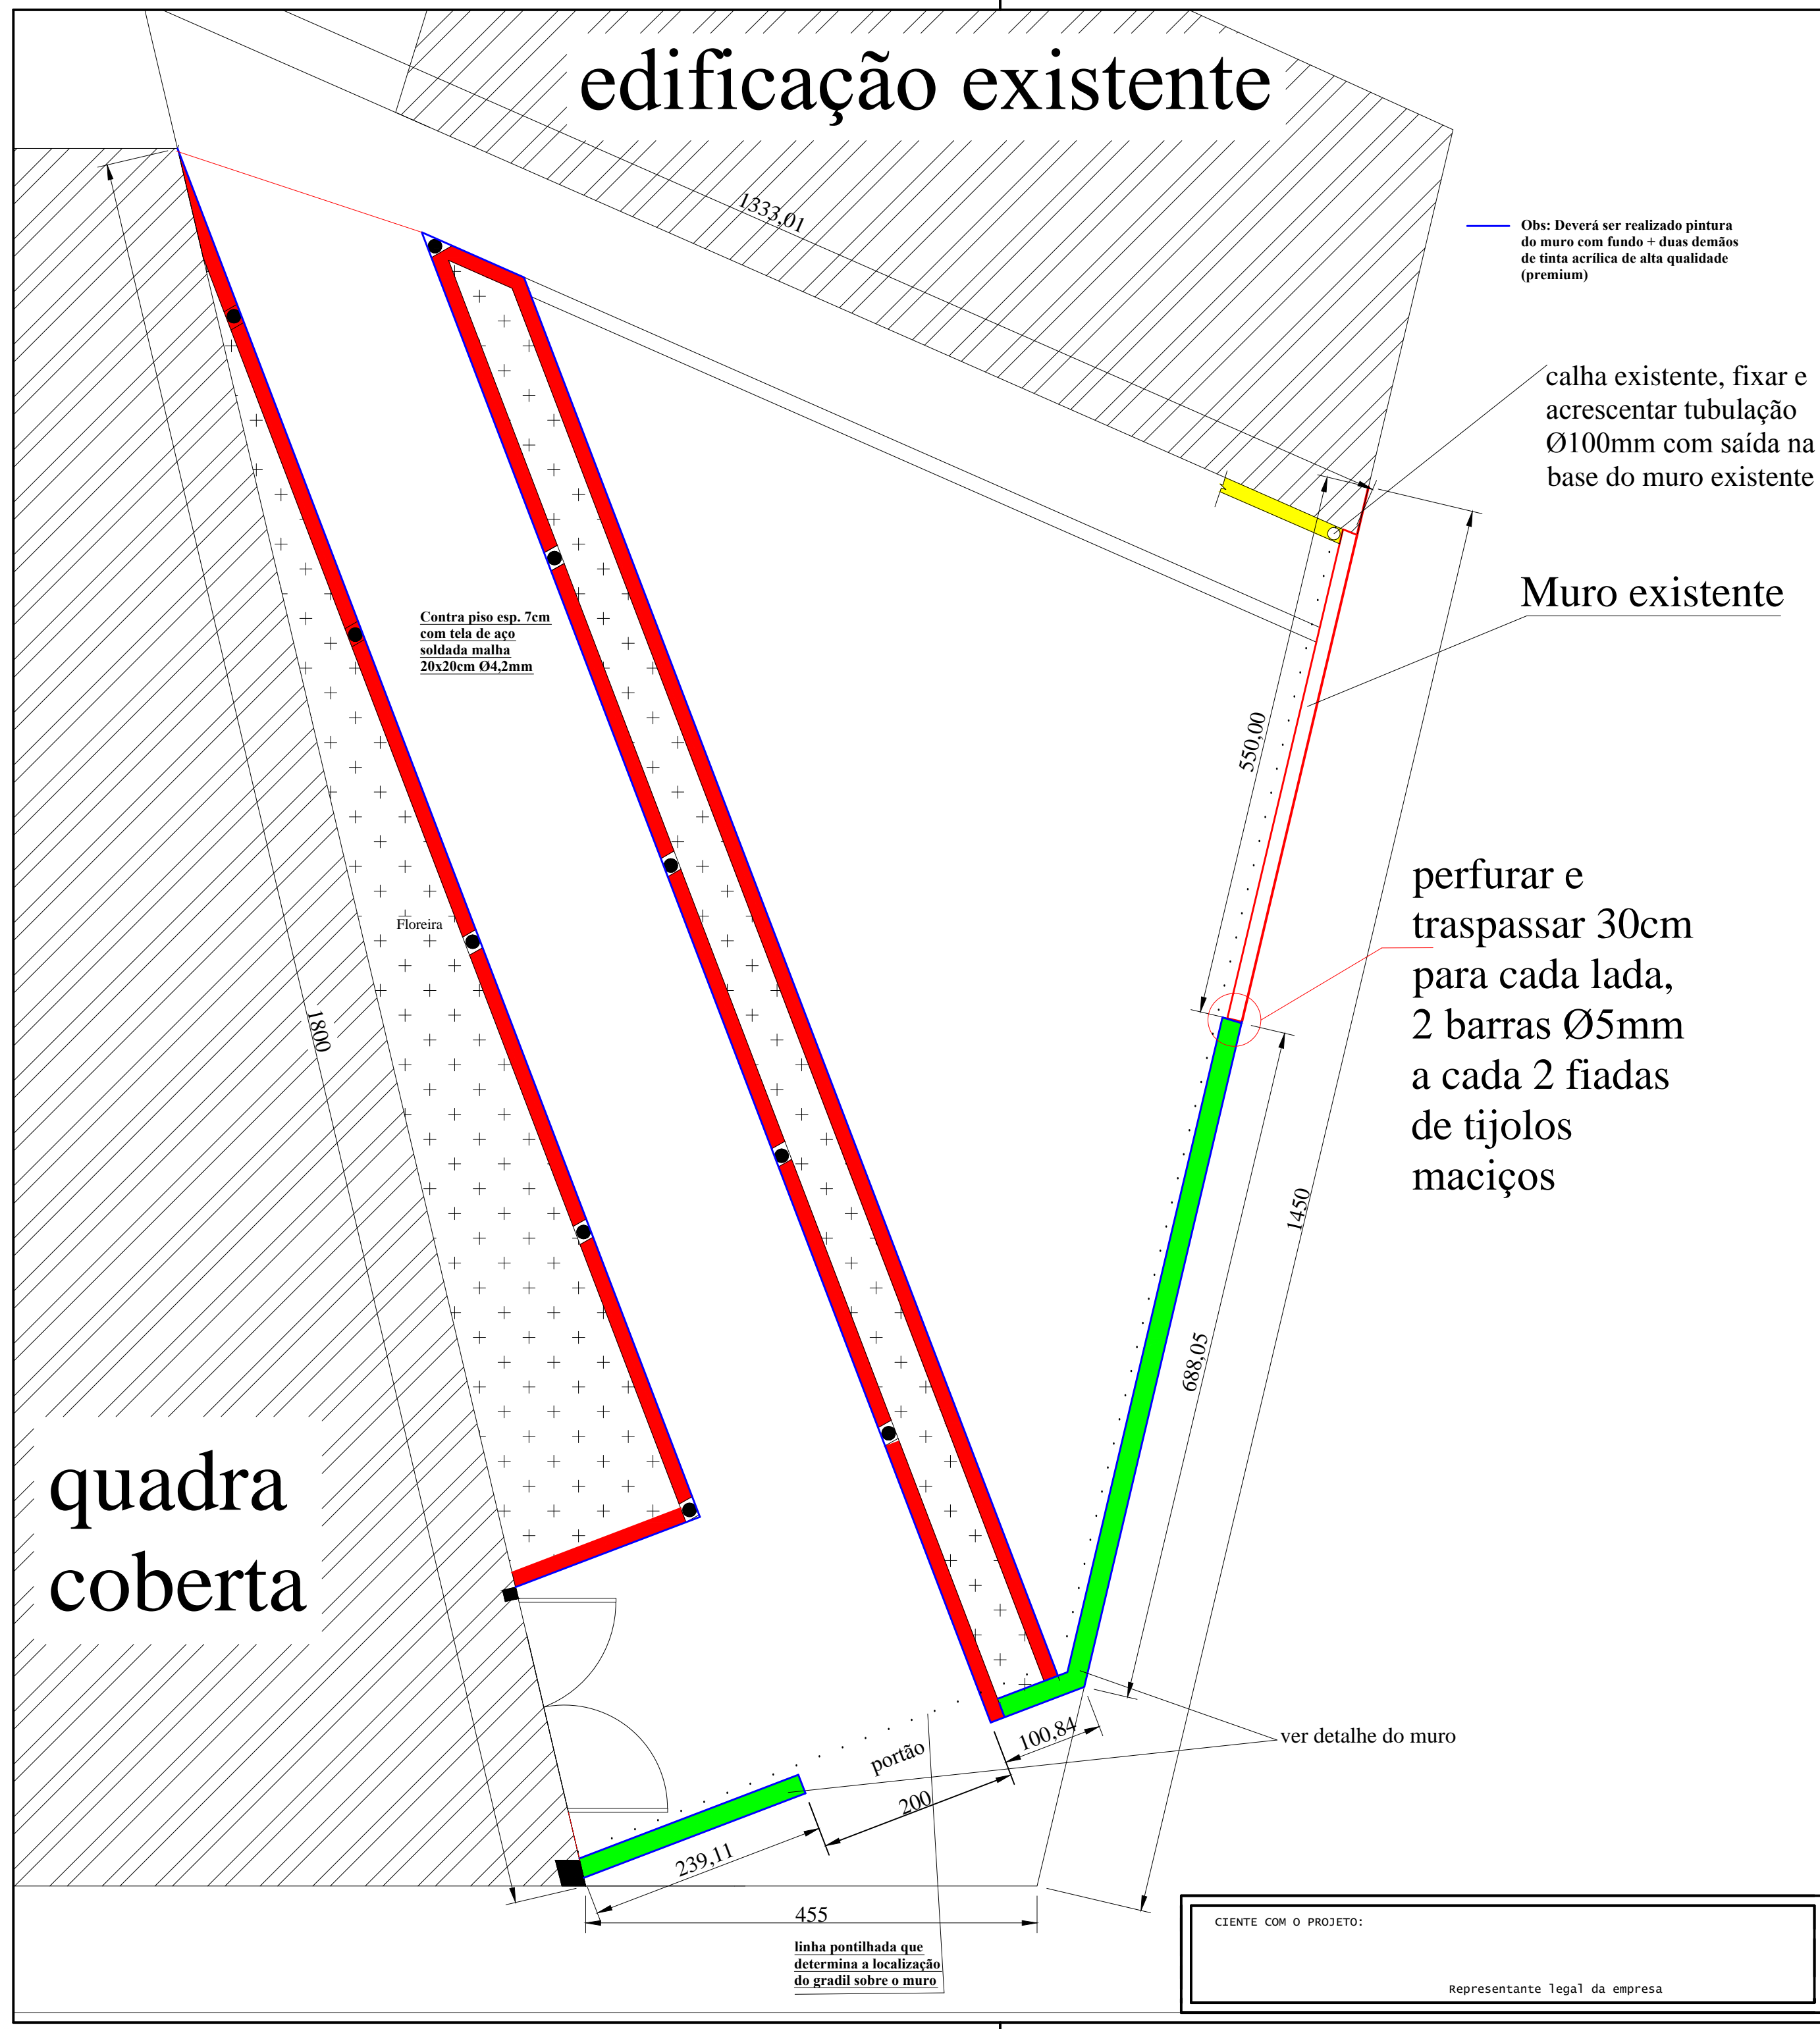 edificação existente
1333,01
Obs: Deverá ser realizado pintura
do muro com fundo + duas demãos
de tinta acrílica de alta qualidade
(premium)
calha existente, fixar e
acrescentar tubulação
Ø100mm com saída na
base do muro existente
Muro existente
Contra piso esp. 7cm
com tela de aço
soldada malha
20x20cm Ø4,2mm
550,00
perfurar e
traspassar 30cm
para cada lada,
2 barras Ø5mm
a cada 2 fiadas
de tijolos
maciços
Floreira
1800
1450
688,05
quadra
coberta
100,84
ver detalhe do muro
portão
200
239,11
455
linha pontilhada que
determina a localização
do gradil sobre o muro
CIENTE COM O PROJETO:
Representante legal da empresa